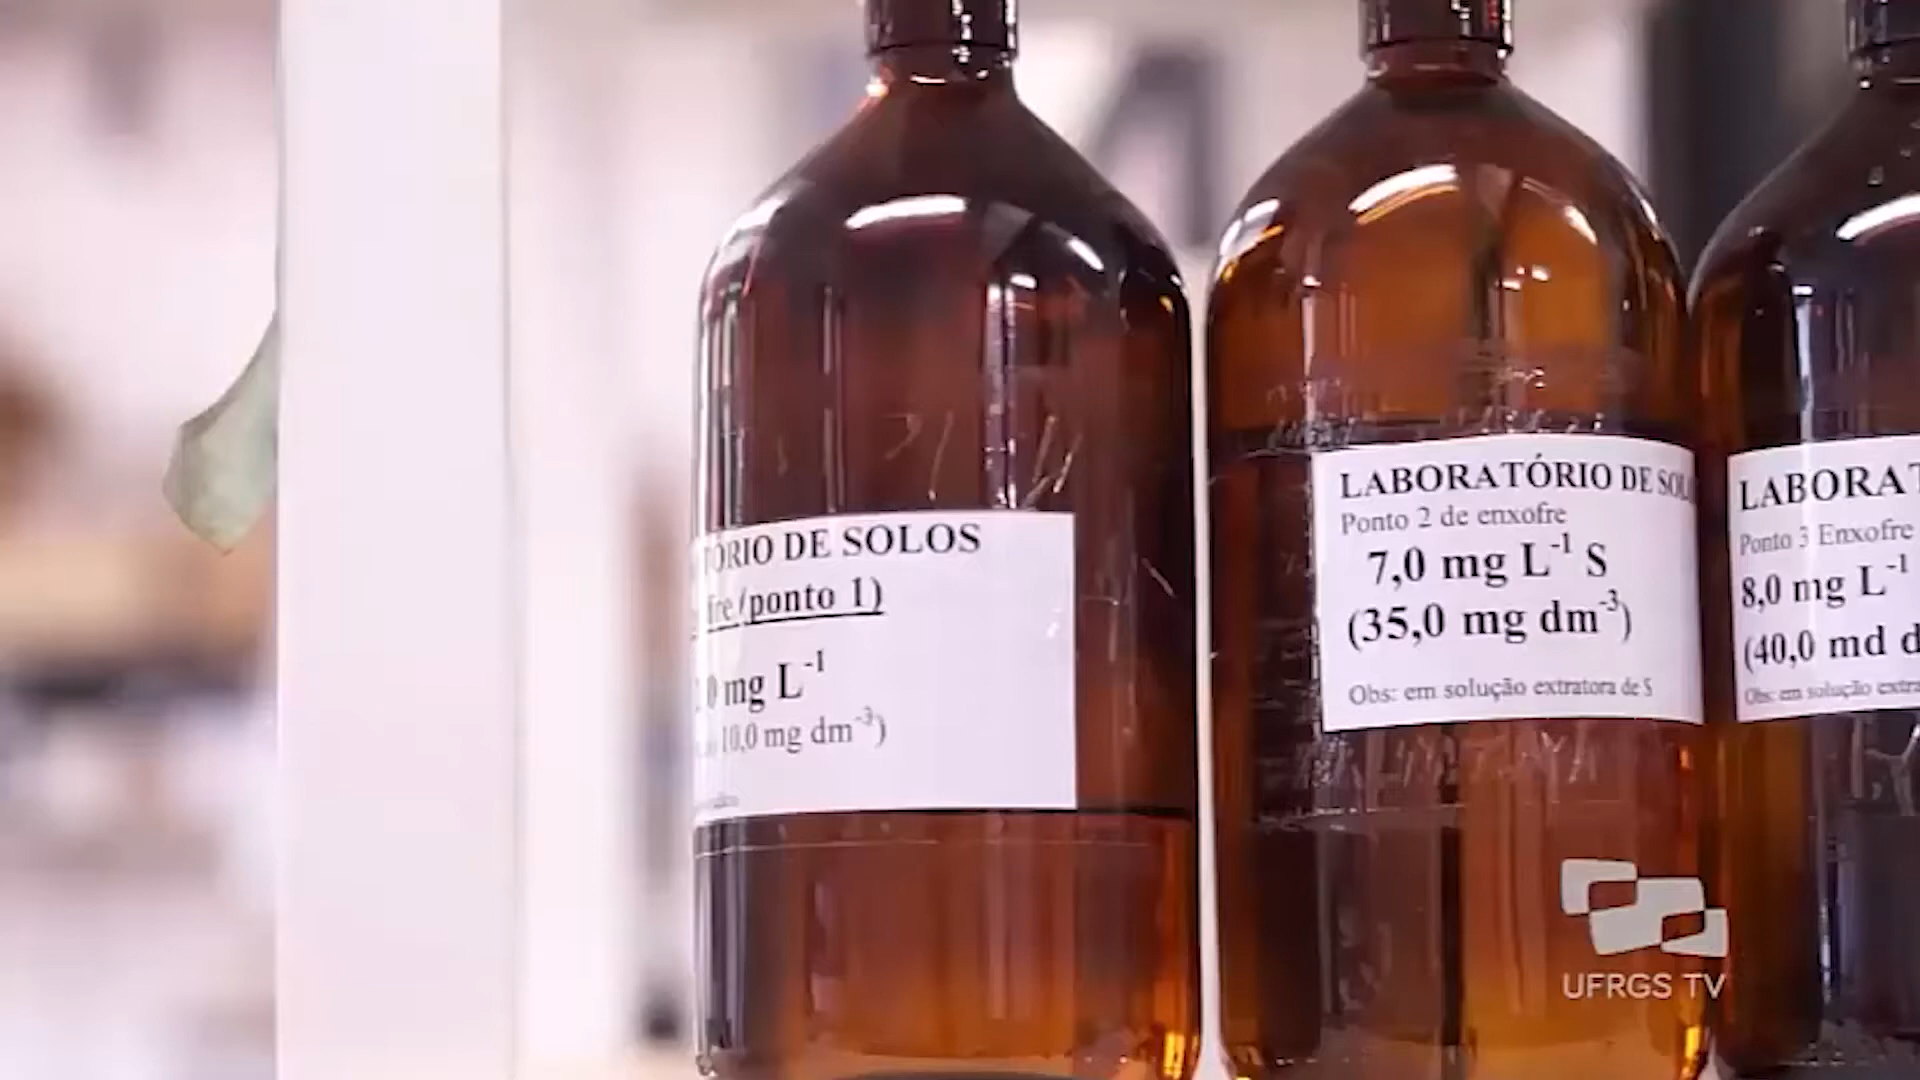 TÓRIO DE SOLOS
fre (ponto 1)
0 mg L-1
10,0 mg dm-3)
LABORATÓRIO DE SOL
Ponto 2 de enxofre
7,0 mg L-1 S
(35,0 mg dm-3)
Obs: em solução extratora de S
LABORAT
Ponto 3 Enxofre
8,0 mg L-1
(40,0 md d
Obs: em solução extra
UFRGS TV